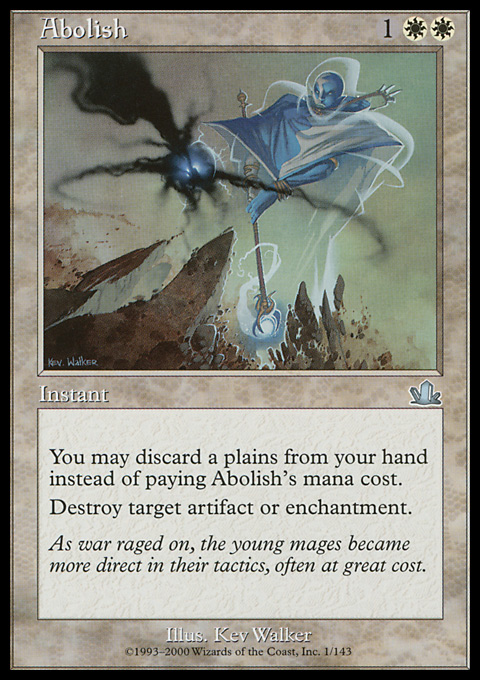 Abolish 1
KEV. WALKER
Instant
You may discard a plains from your hand
instead of paying Abolish's mana cost.
Destroy target artifact or enchantment.
As war raged on, the young mages became
more direct in their tactics, often at great cost.
Illus. Kev Walker
©1993–2000 Wizards of the Coast, Inc. 1/143